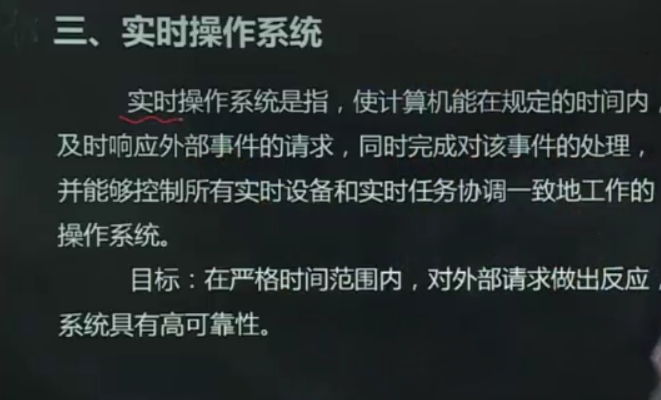 三、实时操作系统
实时操作系统是指，使计算机能在规定的时间内，
及时响应外部事件的请求，同时完成对该事件的处理，
并能够控制所有实时设备和实时任务协调一致地工作的
操作系统。
目标：在严格时间范围内，对外部请求做出反应，
系统具有高可靠性。